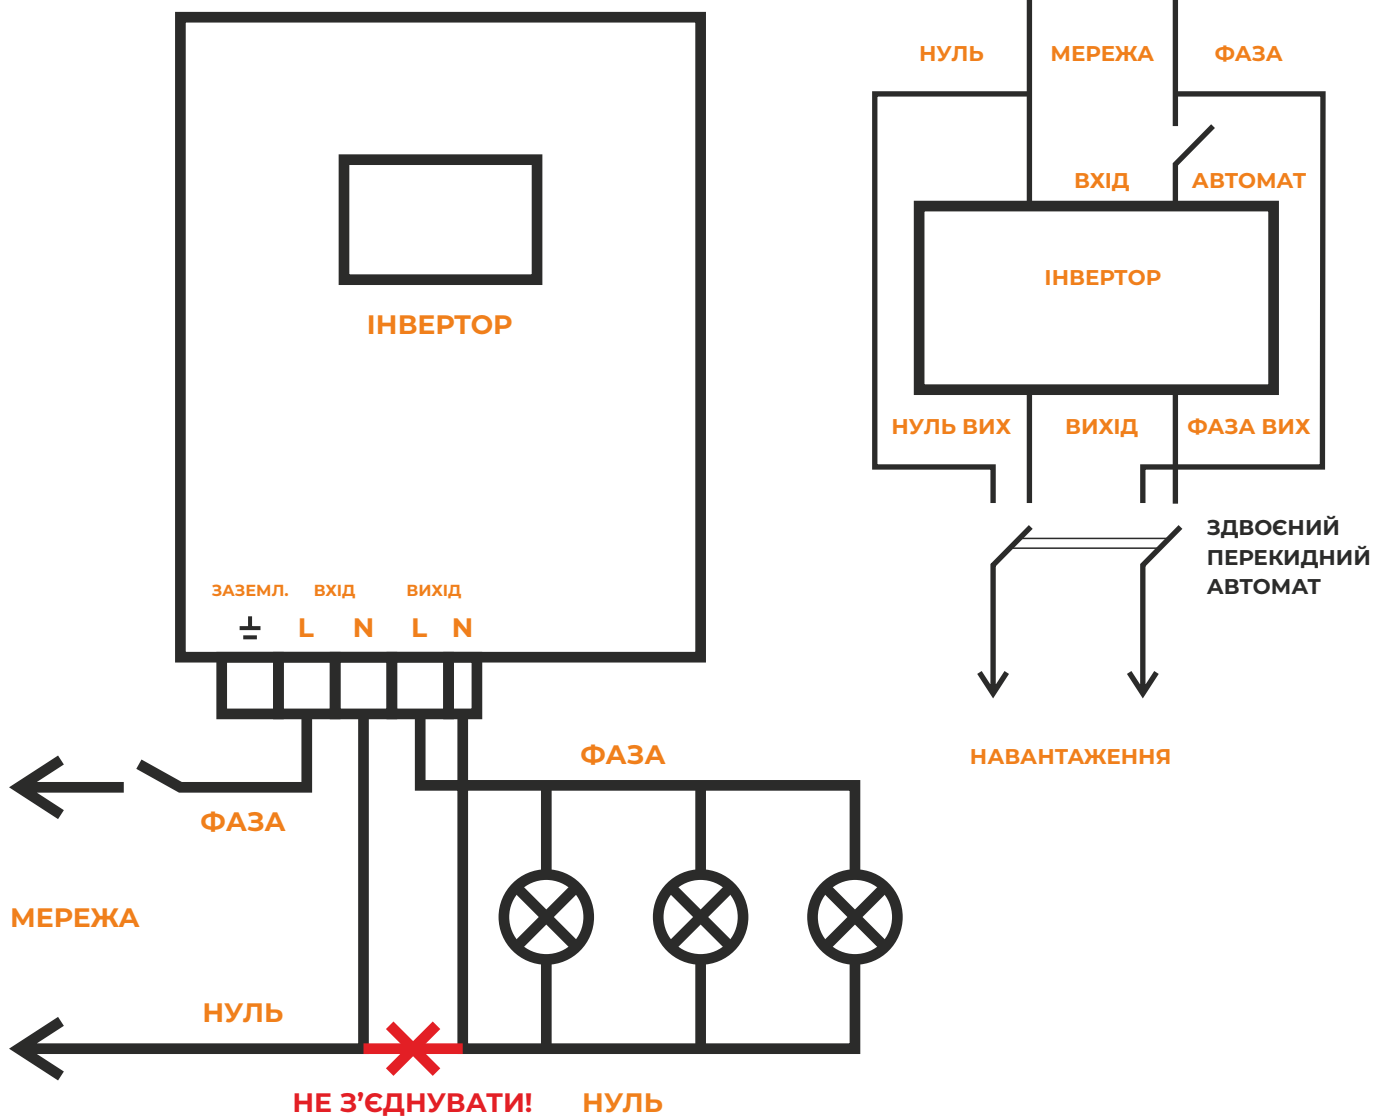 ІНВЕРТОР
ЗАЗЕМЛ. ВХІД ВИХІД
L N L N
ФАЗА
ФАЗА
МЕРЕЖА
НУЛЬ
НЕ З’ЄДНУВАТИ! НУЛЬ
НУЛЬ МЕРЕЖА ФАЗА
ВХІД АВТОМАТ
ІНВЕРТОР
НУЛЬ ВИХ ВИХІД ФАЗА ВИХ
ЗДВОЄНИЙ
ПЕРЕКИДНИЙ
АВТОМАТ
НАВАНТАЖЕННЯ